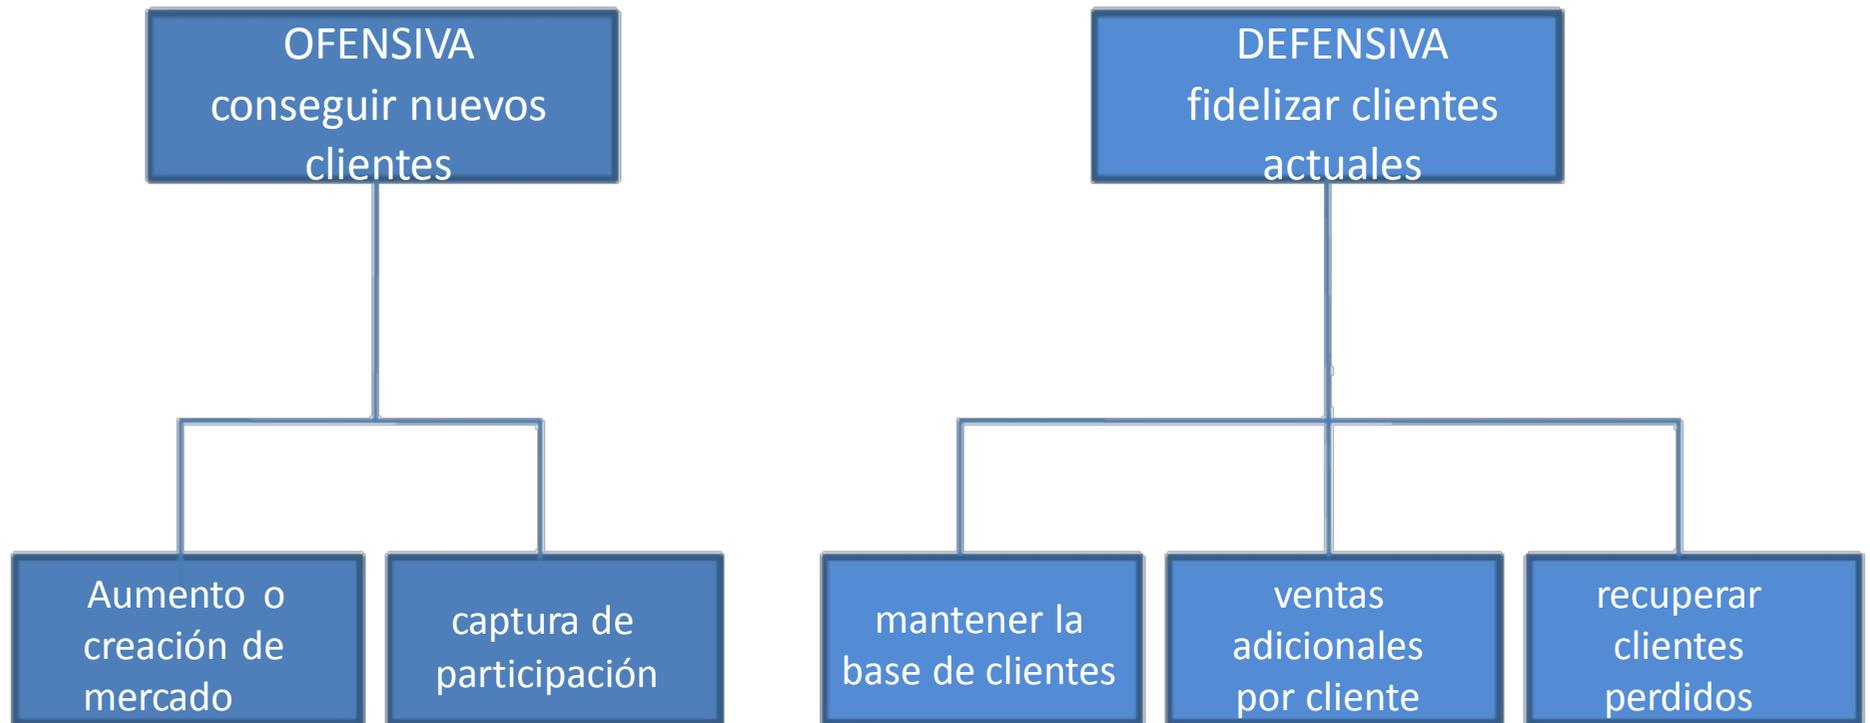 OFENSIVA
conseguir nuevos
clientes
DEFENSIVA
fidelizar clientes
actuales
Aumento o
creación de
mercado
captura de
participación
mantener la
base de clientes
ventas
adicionales
por cliente
recuperar
clientes
perdidos